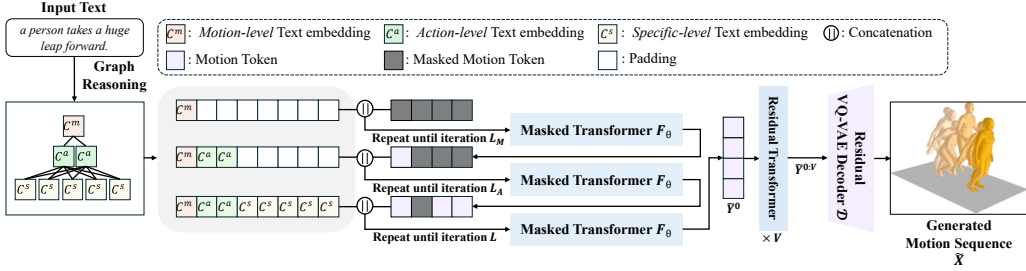 Input Text
a person takes a huge
leap forward.
Graph
Reasoning
C^m : Motion-level Text embedding
C^a : Action-level Text embedding
C^s : Specific-level Text embedding
: Concatenation
: Motion Token
: Masked Motion Token
: Padding
C^m
C^a C^a
C^s C^s C^s C^s C^s
C^m
Repeat until iteration L_M
Masked Transformer F_θ
C^m C^a C^a
Repeat until iteration L_A
Masked Transformer F_θ
C^m C^a C^a C^s C^s C^s C^s C^s
Repeat until iteration L
Masked Transformer F_θ
Ỹ^0
Residual Transformer
× V
Ỹ^{0:V}
Residual
VQ-VAE Decoder 𝒟
Generated
Motion Sequence
X̃